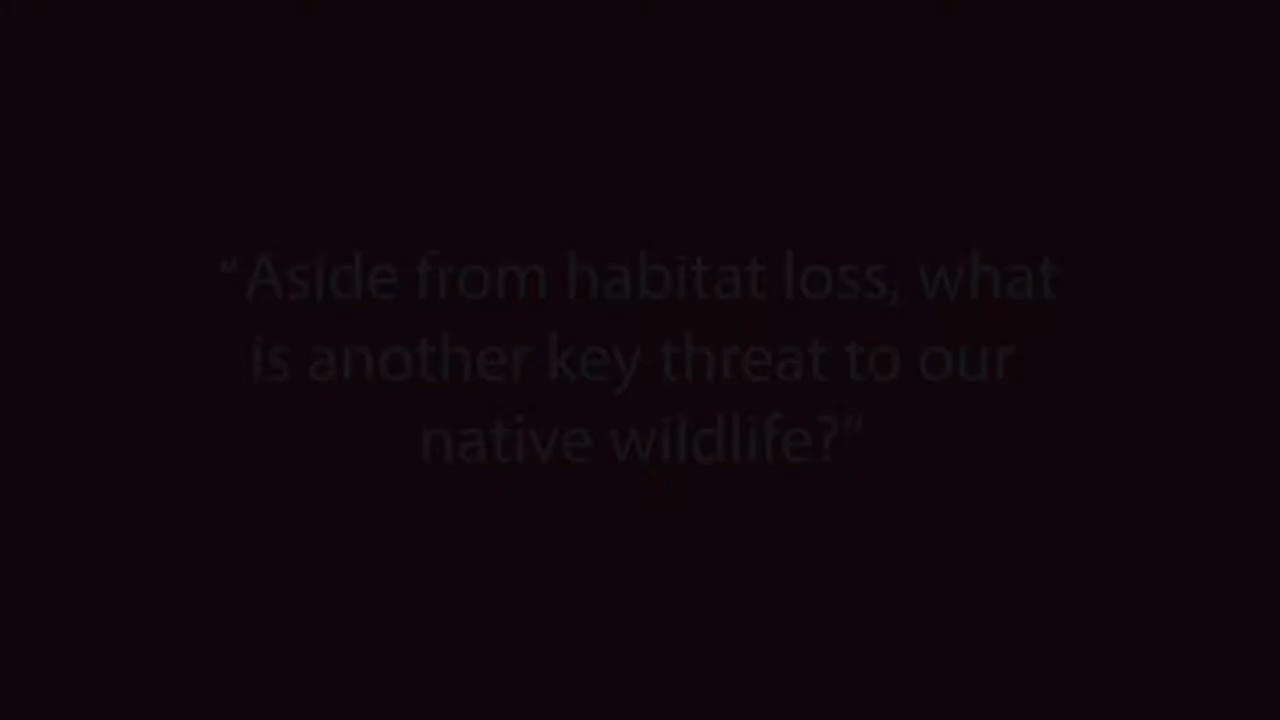 “Aside from habitat loss, what
is another key threat to our
native wildlife?”